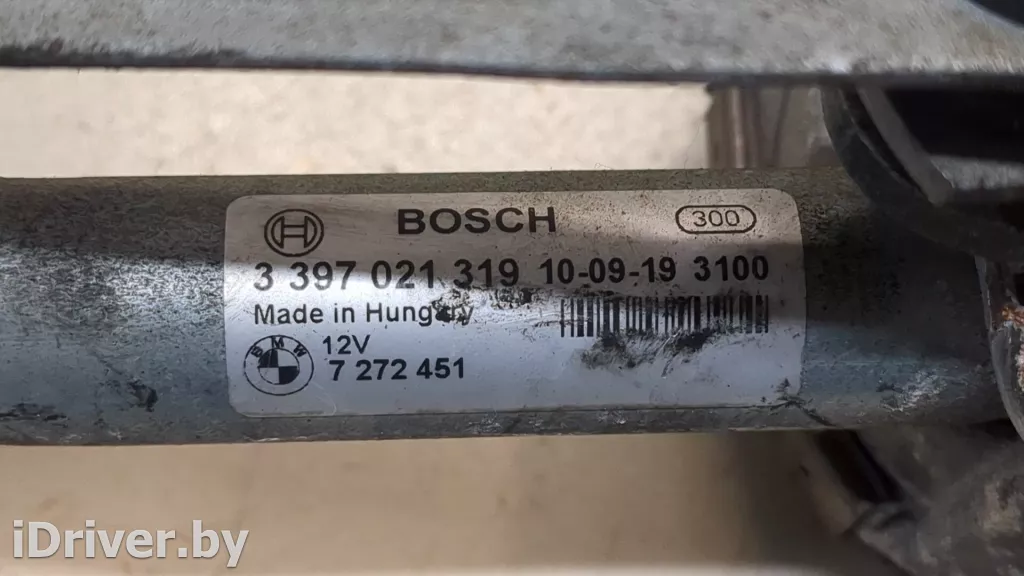 BOSCH 300
3 397 021 319 10-09-19 3100
Made in Hungary
BMW 12V
7 272 451
iDriver.by